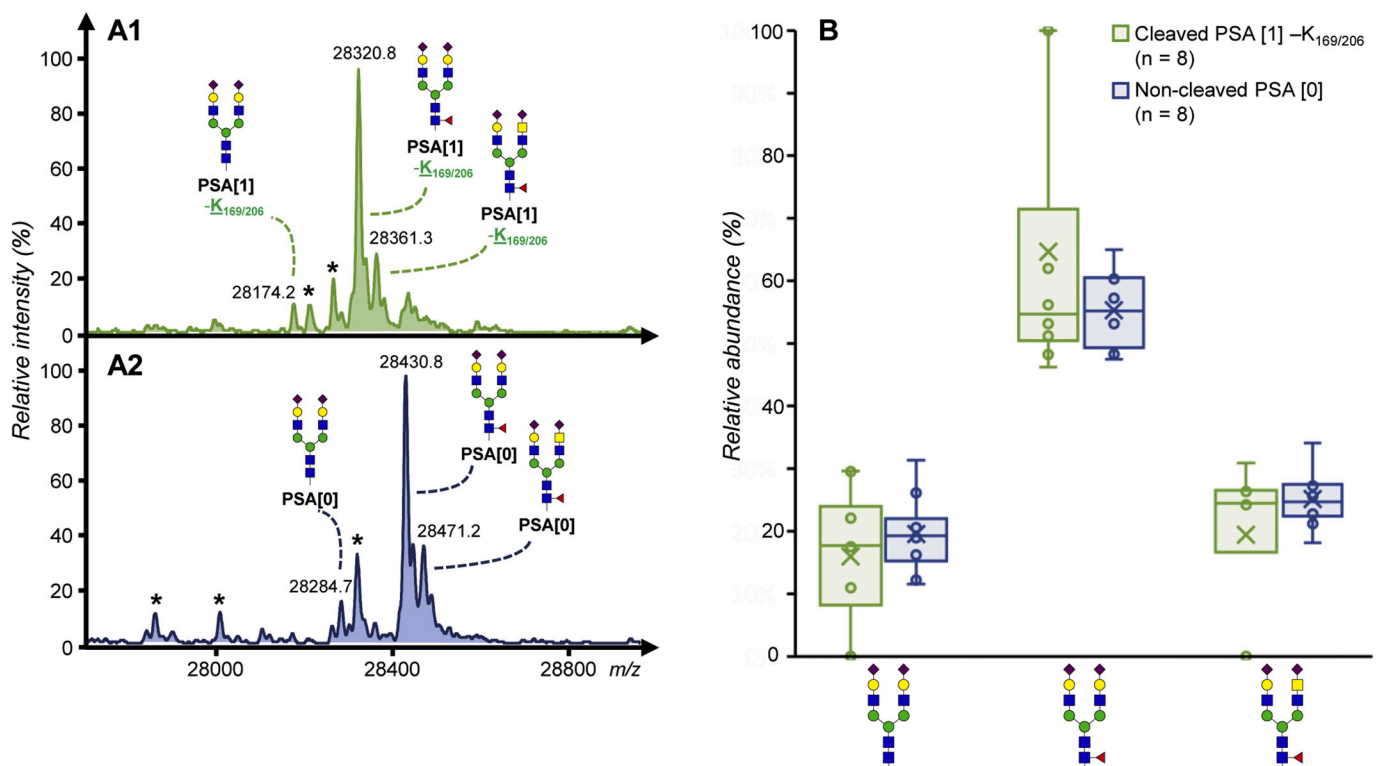 A1
Relative intensity (%)
100
80
60
40
20
0
28320.8
PSA[1]
-K169/206
PSA[1]
-K169/206
PSA[1]
-K169/206
28361.3
28174.2
*
*
A2
100
80
60
40
20
0
28430.8
PSA[0]
PSA[0]
PSA[0]
28471.2
28284.7
*
*
*
28000
28400
28800
m/z
B
Relative abundance (%)
100
80
60
40
20
0
Cleaved PSA [1] –K169/206
(n = 8)
Non-cleaved PSA [0]
(n = 8)